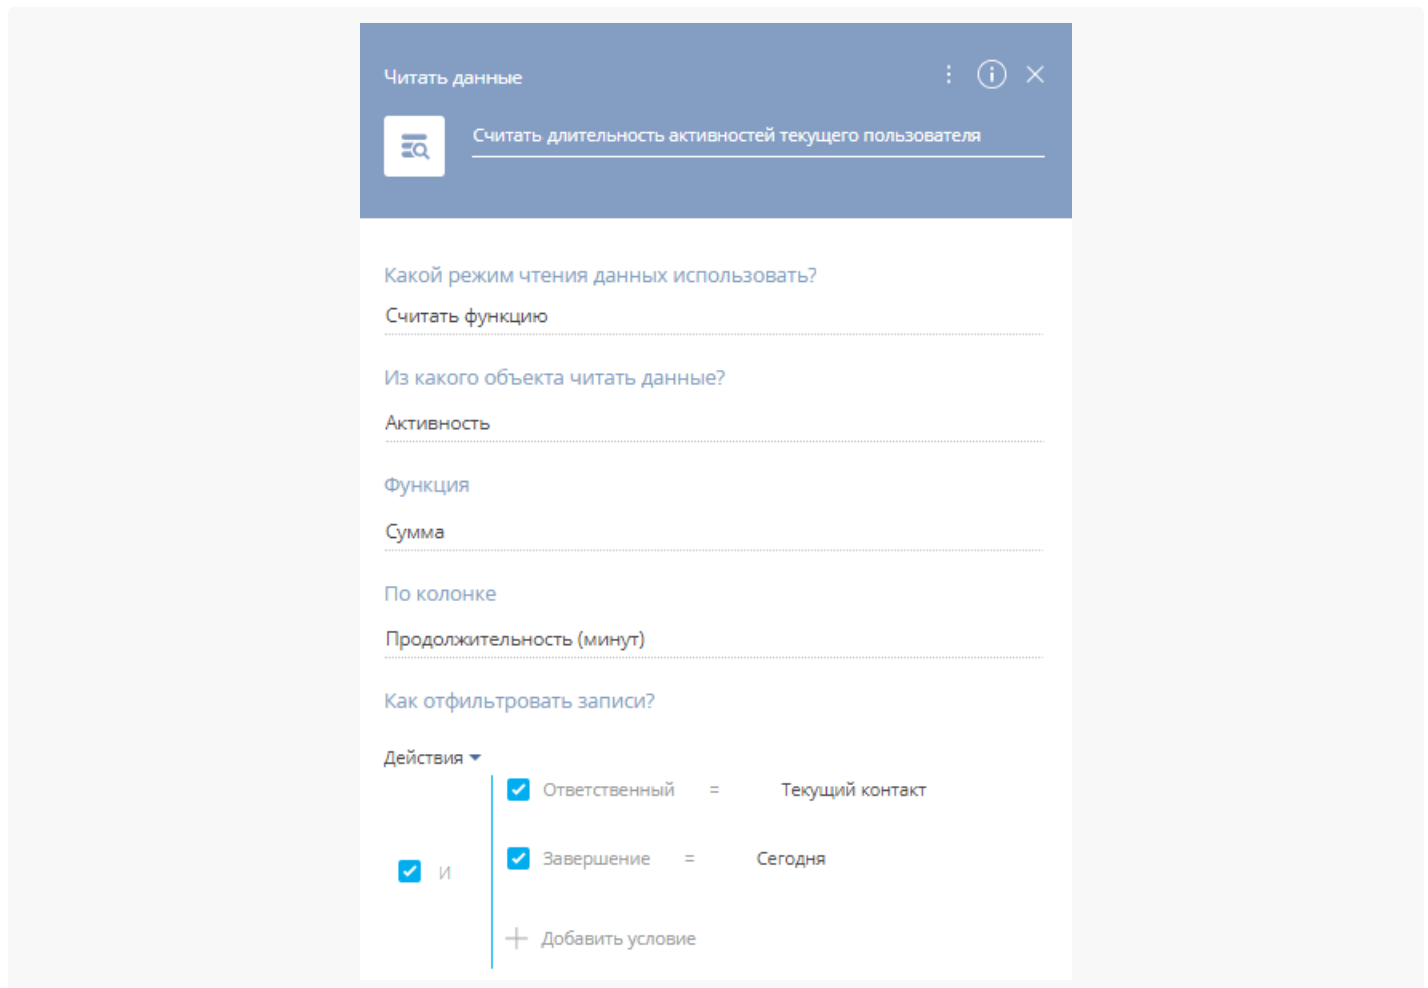 Читать данные
Считать длительность активностей текущего пользователя
Какой режим чтения данных использовать?
Считать функцию
Из какого объекта читать данные?
Активность
Функция
Сумма
По колонке
Продолжительность (минут)
Как отфильтровать записи?
Действия
Ответственный = Текущий контакт
Завершение = Сегодня
И
Добавить условие